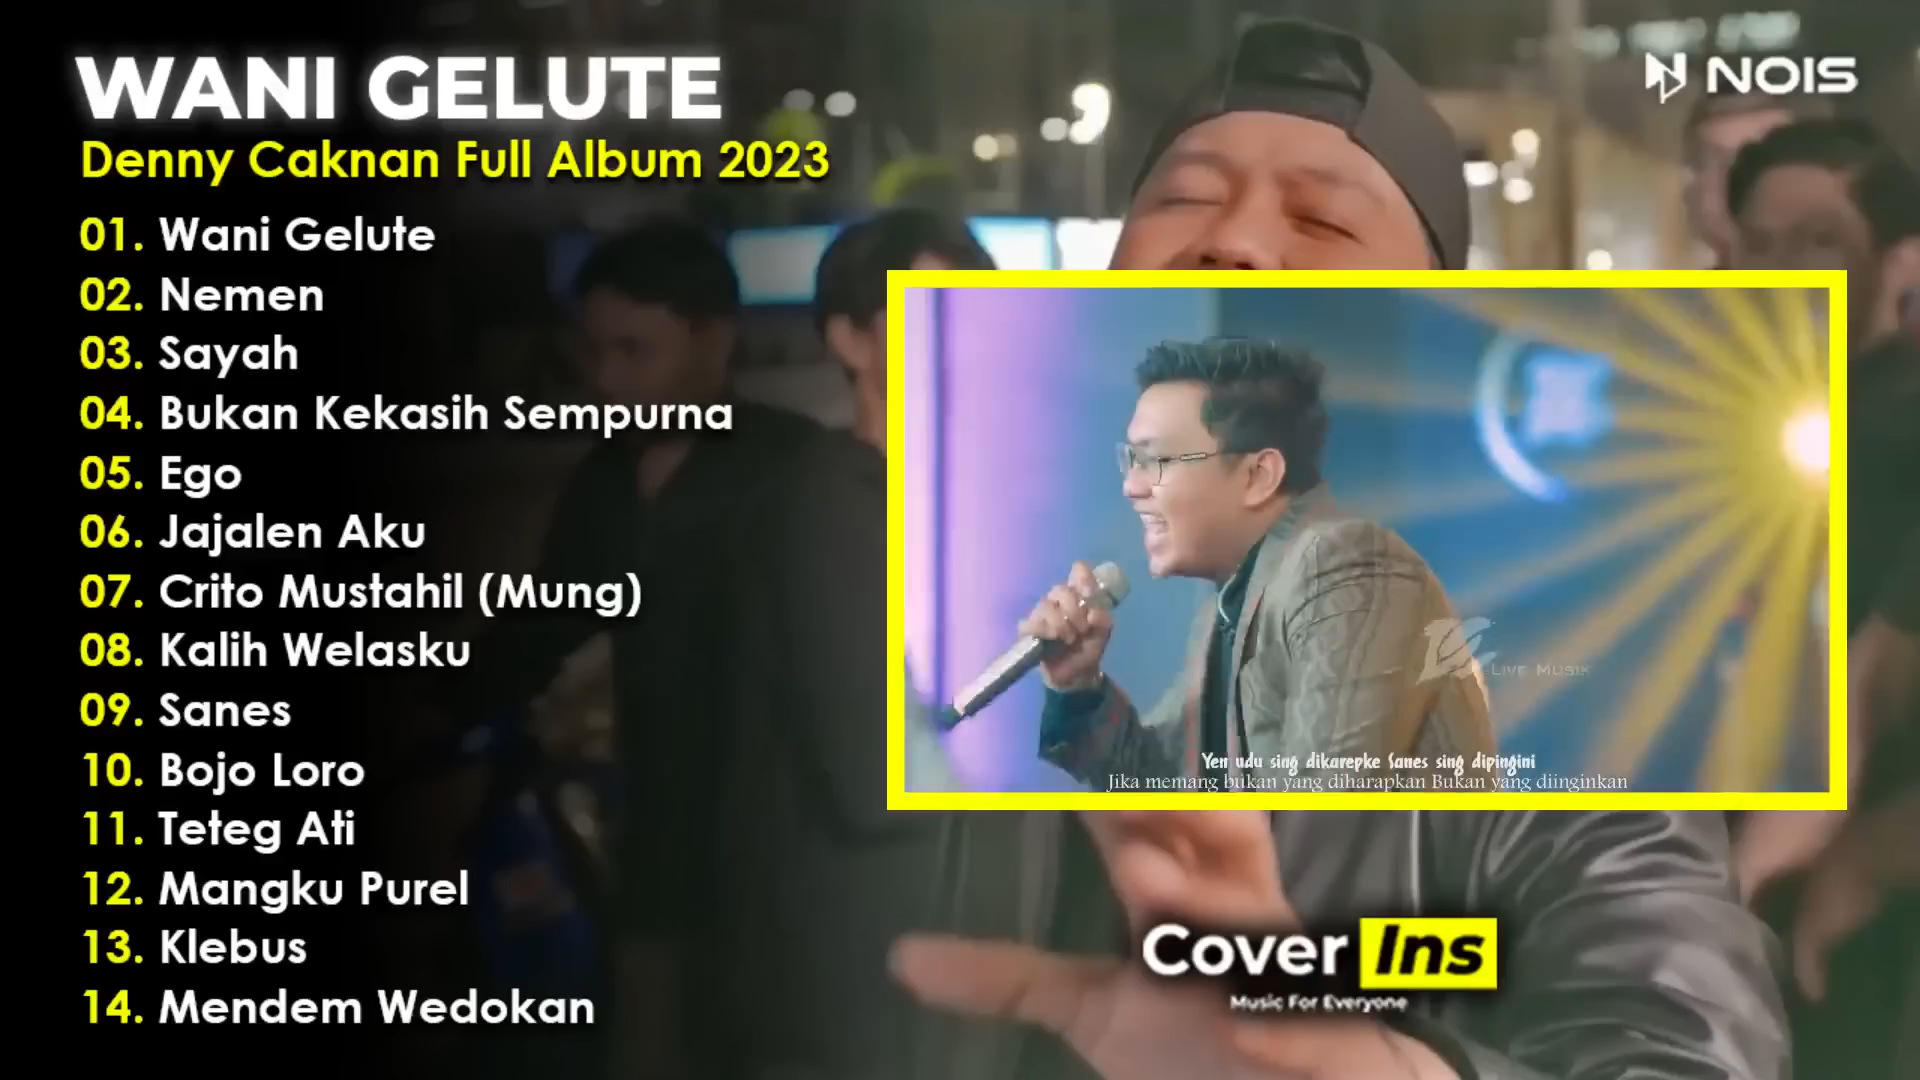 WANI GELUTE
Denny Caknan Full Album 2023
01. Wani Gelute
02. Nemen
03. Sayah
04. Bukan Kekasih Sempurna
05. Ego
06. Jajalen Aku
07. Crito Mustahil (Mung)
08. Kalih Welasku
09. Sanes
10. Bojo Loro
11. Teteg Ati
12. Mangku Purel
13. Klebus
14. Mendem Wedokan
NOIS
DC Live Musik
Yen udu sing dikarepke Sanes sing dipingini
Jika memang bukan yang diharapkan Bukan yang diinginkan
Cover Ins
Music For Everyone